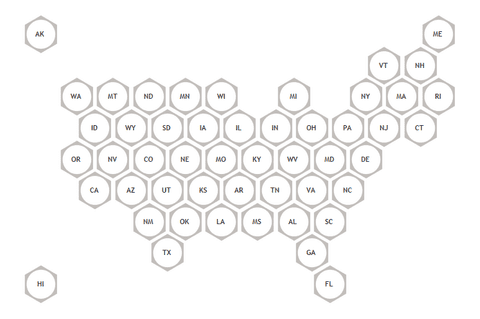 AK ME
VT NH
WA MT ND MN WI MI NY MA RI
ID WY SD IA IL IN OH PA NJ CT
OR NV CO NE MO KY WV MD DE
CA AZ UT KS AR TN VA NC
NM OK LA MS AL SC
TX GA
HI FL